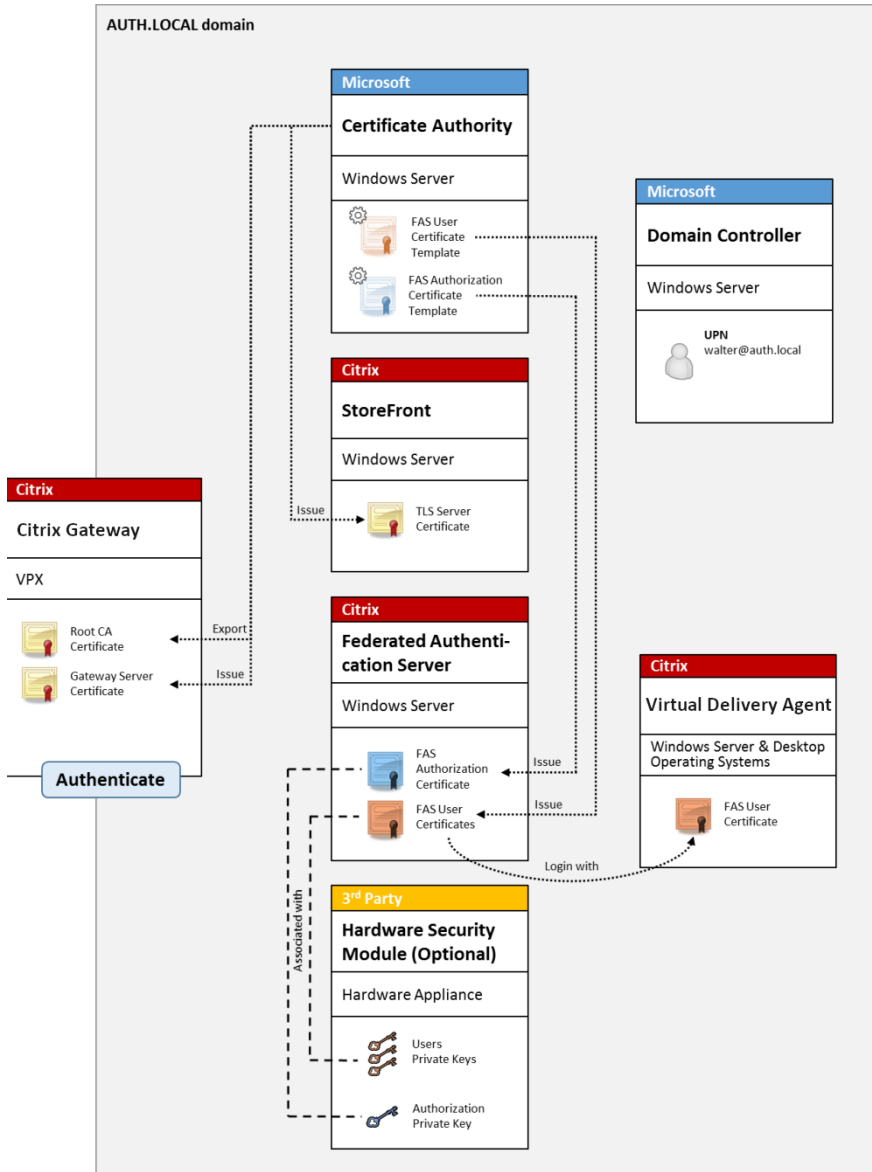 AUTH.LOCAL domain
Microsoft
Certificate Authority
Windows Server
FAS User
Certificate
Template
FAS Authorization
Certificate
Template
Microsoft
Domain Controller
Windows Server
UPN
walter@auth.local
Citrix
StoreFront
Windows Server
Issue
TLS Server
Certificate
Citrix
Citrix Gateway
VPX
Root CA
Certificate
Export
Gateway Server
Certificate
Issue
Authenticate
Citrix
Federated Authenti-
cation Server
Windows Server
FAS
Authorization
Certificate
Issue
FAS User
Certificates
Issue
Login with
Citrix
Virtual Delivery Agent
Windows Server & Desktop
Operating Systems
FAS User
Certificate
Associated with
3rd Party
Hardware Security
Module (Optional)
Hardware Appliance
Users
Private Keys
Authorization
Private Key